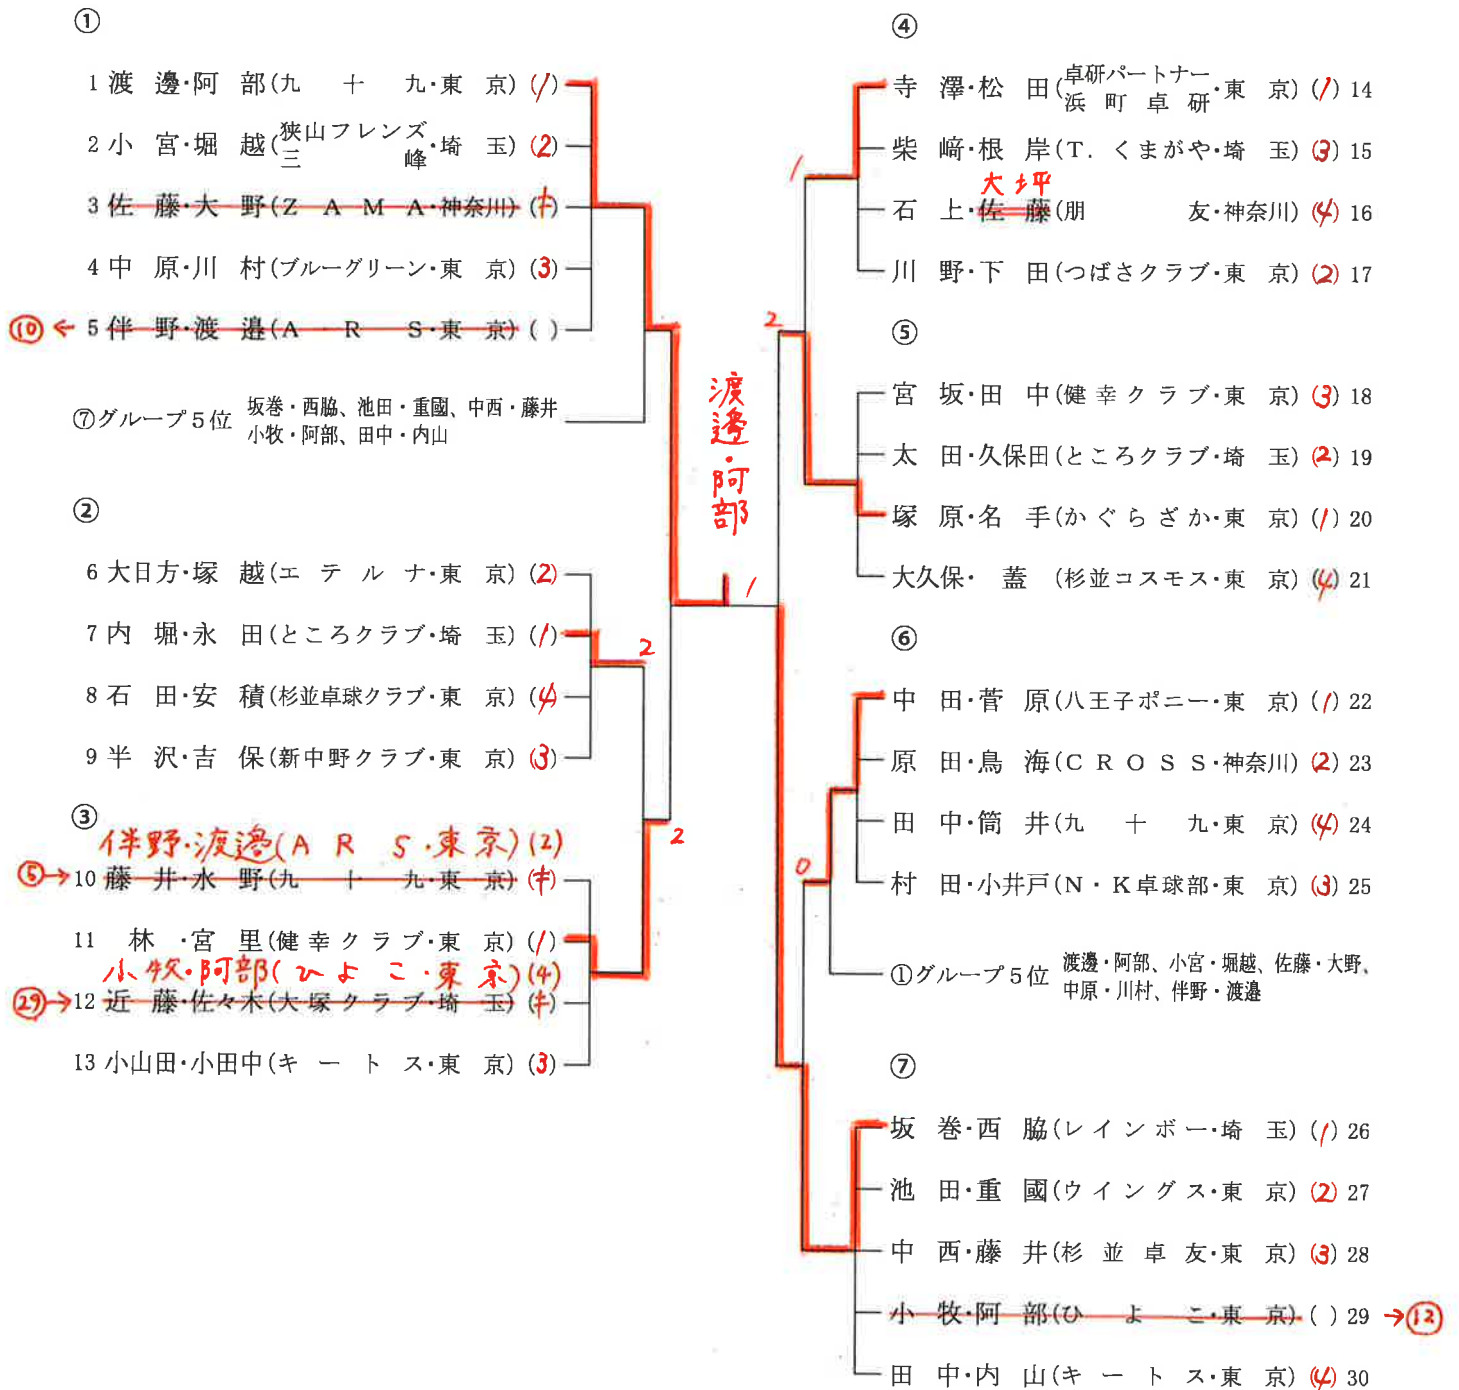 ①
1 渡邊・阿部(九十九・東京) (1)
2 小宮・堀越(狭山フレンズ 三峰・埼玉) (2)
3 佐藤・大野(ZAMA・神奈川) (キ)
4 中原・川村(ブルーグリーン・東京) (3)
⑩ ← 5 伴野・渡邉(ARS・東京) ( )
⑦グループ5位 坂巻・西脇、池田・重國、中西・藤井
小牧・阿部、田中・内山
②
6 大日方・塚越(エテルナ・東京) (2)
7 内堀・永田(ところクラブ・埼玉) (1)
2
8 石田・安積(杉並卓球クラブ・東京) (4)
9 半沢・吉保(新中野クラブ・東京) (3)
③
伴野・渡邉(ARS・東京) (2)
⑤→ 10 藤井・水野(九十九・東京) (キ)
2
11 林・宮里(健幸クラブ・東京) (1)
小牧・阿部(ひよこ・東京) (4)
㉙→ 12 近藤・佐々木(大塚クラブ・埼玉) (キ)
13 小山田・小田中(キートス・東京) (3)
渡邊・阿部
1
④
寺澤・松田(卓研パートナー 浜町卓研・東京) (1) 14
1
柴﨑・根岸(T.くまがや・埼玉) (3) 15
大坪
石上・佐藤(朋友・神奈川) (4) 16
川野・下田(つばさクラブ・東京) (2) 17
2
⑤
宮坂・田中(健幸クラブ・東京) (3) 18
太田・久保田(ところクラブ・埼玉) (2) 19
塚原・名手(かぐらざか・東京) (1) 20
大久保・蓋(杉並コスモス・東京) (4) 21
⑥
中田・菅原(八王子ポニー・東京) (1) 22
原田・鳥海(CROSS・神奈川) (2) 23
田中・筒井(九十九・東京) (4) 24
0
村田・小井戸(N・K卓球部・東京) (3) 25
①グループ5位 渡邊・阿部、小宮・堀越、佐藤・大野、
中原・川村、伴野・渡邉
⑦
坂巻・西脇(レインボー・埼玉) (1) 26
池田・重國(ウイングス・東京) (2) 27
中西・藤井(杉並卓友・東京) (3) 28
小牧・阿部(ひよこ・東京) ( ) 29 →⑫
田中・内山(キートス・東京) (4) 30